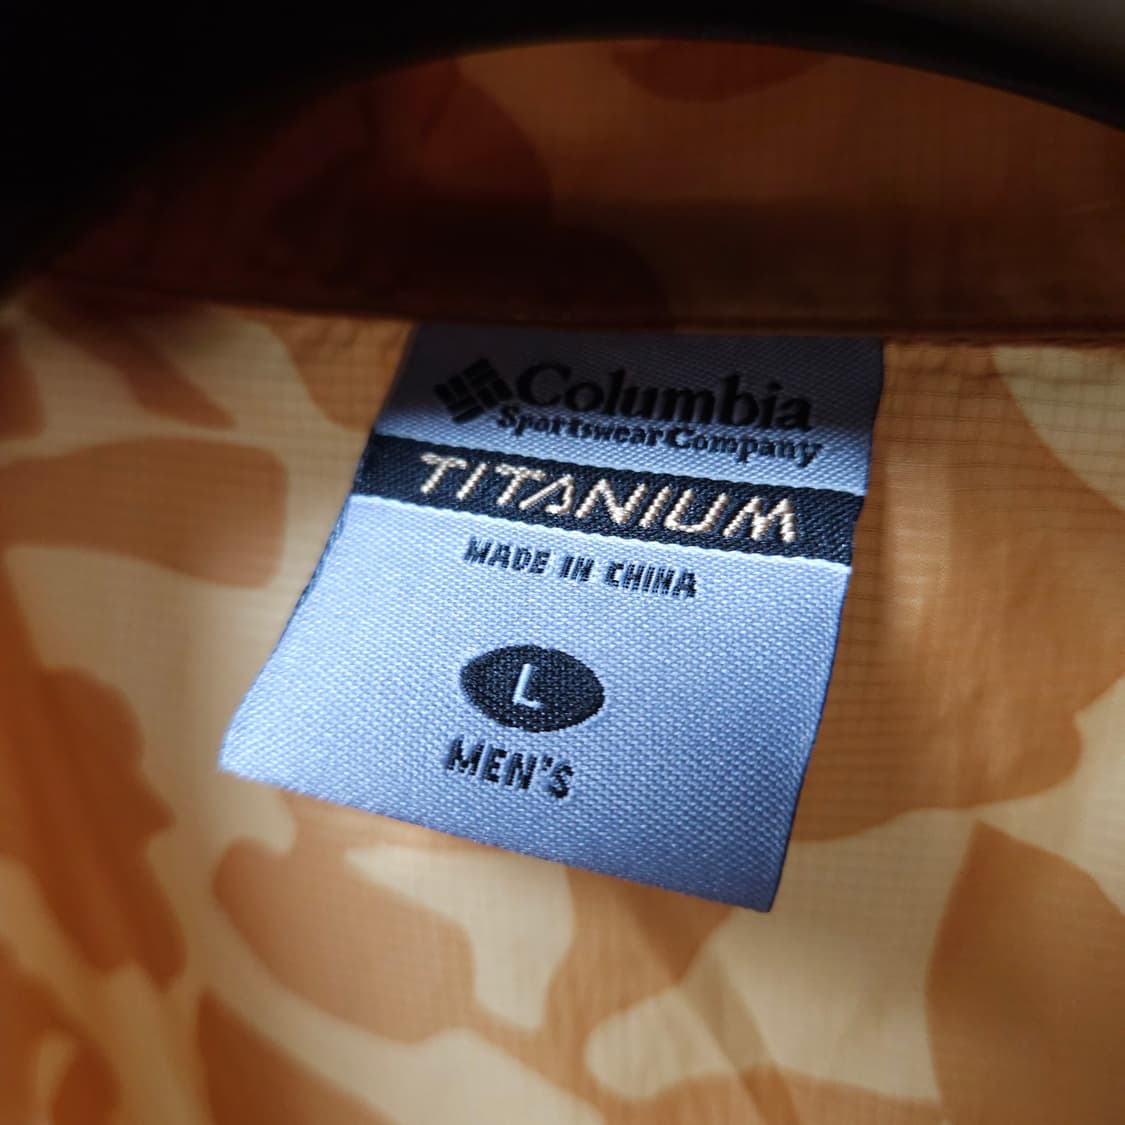 Columbia
Sportswear Company
TITANIUM
MADE IN CHINA
L
MEN'S